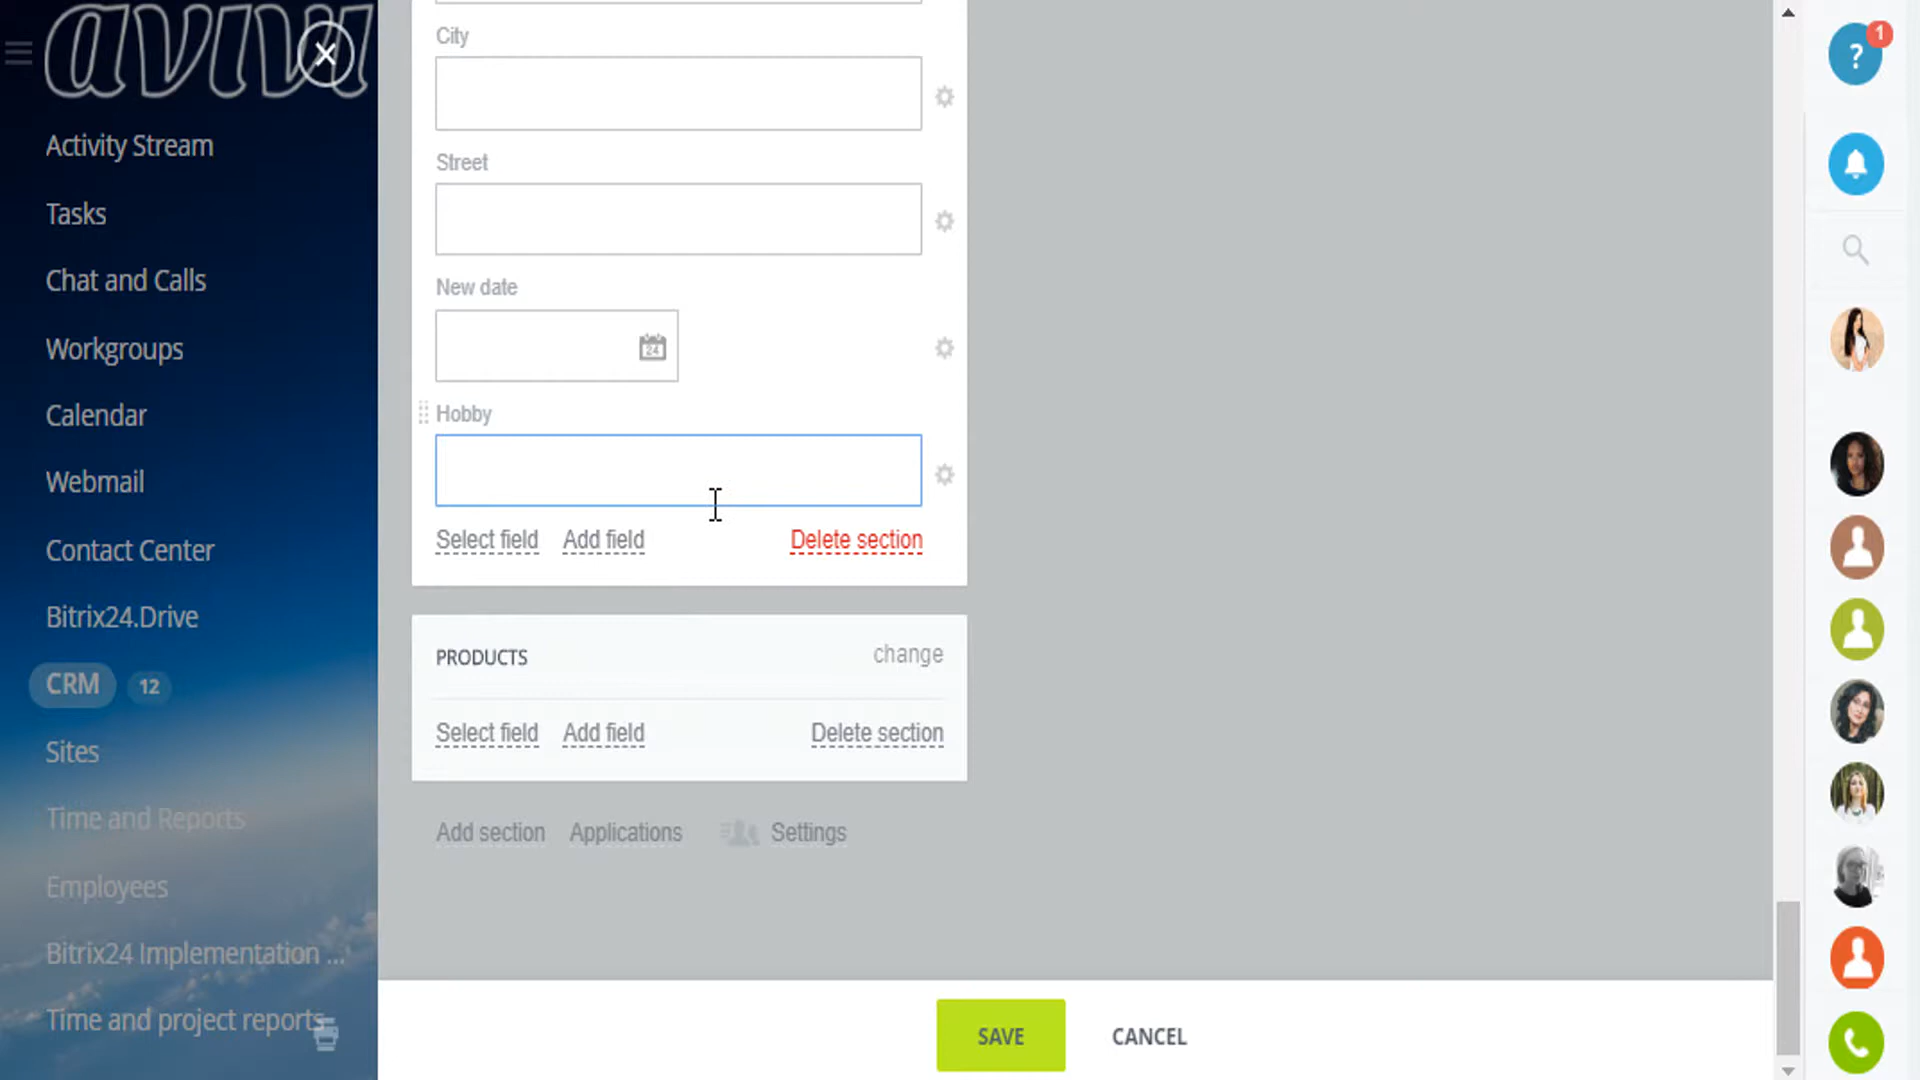 avivi
Activity Stream
Tasks
Chat and Calls
Workgroups
Calendar
Webmail
Contact Center
Bitrix24.Drive
CRM 12
Sites
Time and Reports
Employees
Bitrix24 Implementation ...
Time and project reports
City
Street
New date
24
Hobby
Select field Add field Delete section
PRODUCTS change
Select field Add field Delete section
Add section Applications Settings
SAVE CANCEL
? 1